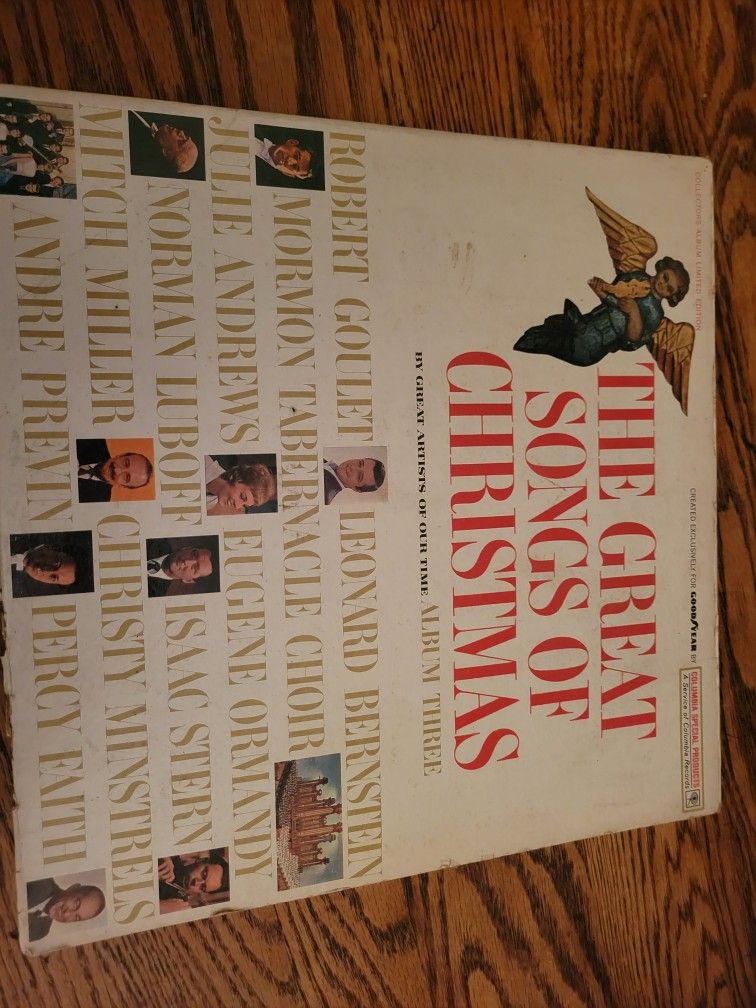 COLLECTORS ALBUM LIMITED EDITION
CREATED EXCLUSIVELY FOR GOODYEAR BY
COLUMBIA SPECIAL PRODUCTS
A Service of Columbia Records
THE GREAT
SONGS OF
CHRISTMAS
BY GREAT ARTISTS OF OUR TIME ALBUM THREE
ROBERT GOULET LEONARD BERNSTEIN
MORMON TABERNACLE CHOIR
JULIE ANDREWS EUGENE ORMANDY
NORMAN LUBOFF ISAAC STERN
MITCH MILLER CHRISTY MINSTRELS
ANDRE PREVIN PERCY FAITH